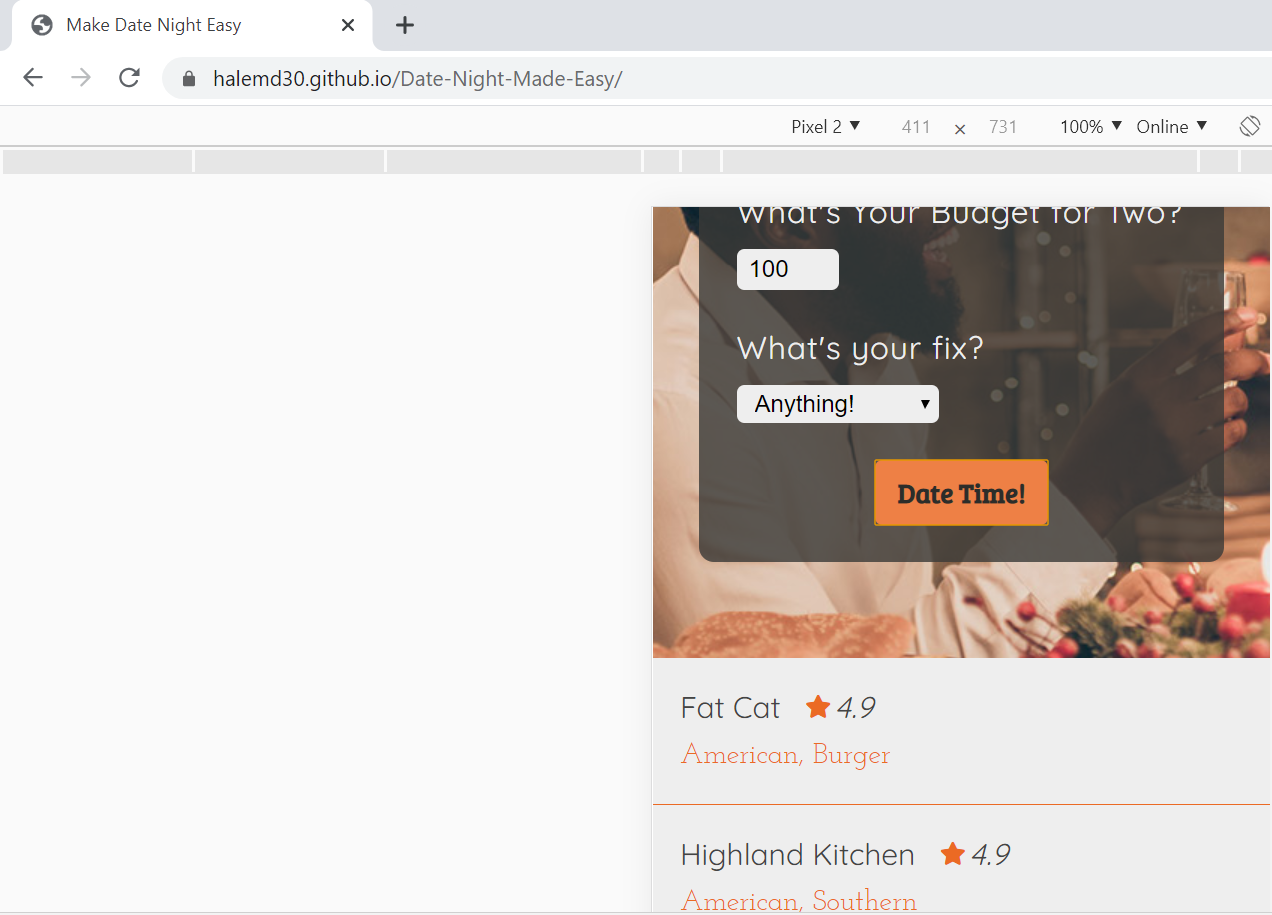 Make Date Night Easy
halemd30.github.io/Date-Night-Made-Easy/
Pixel 2 ▼ 411 × 731 100% ▼ Online ▼
What's Your Budget for Two?
100
What's your fix?
Anything!
Date Time!
Fat Cat 4.9
American, Burger
Highland Kitchen 4.9
American, Southern